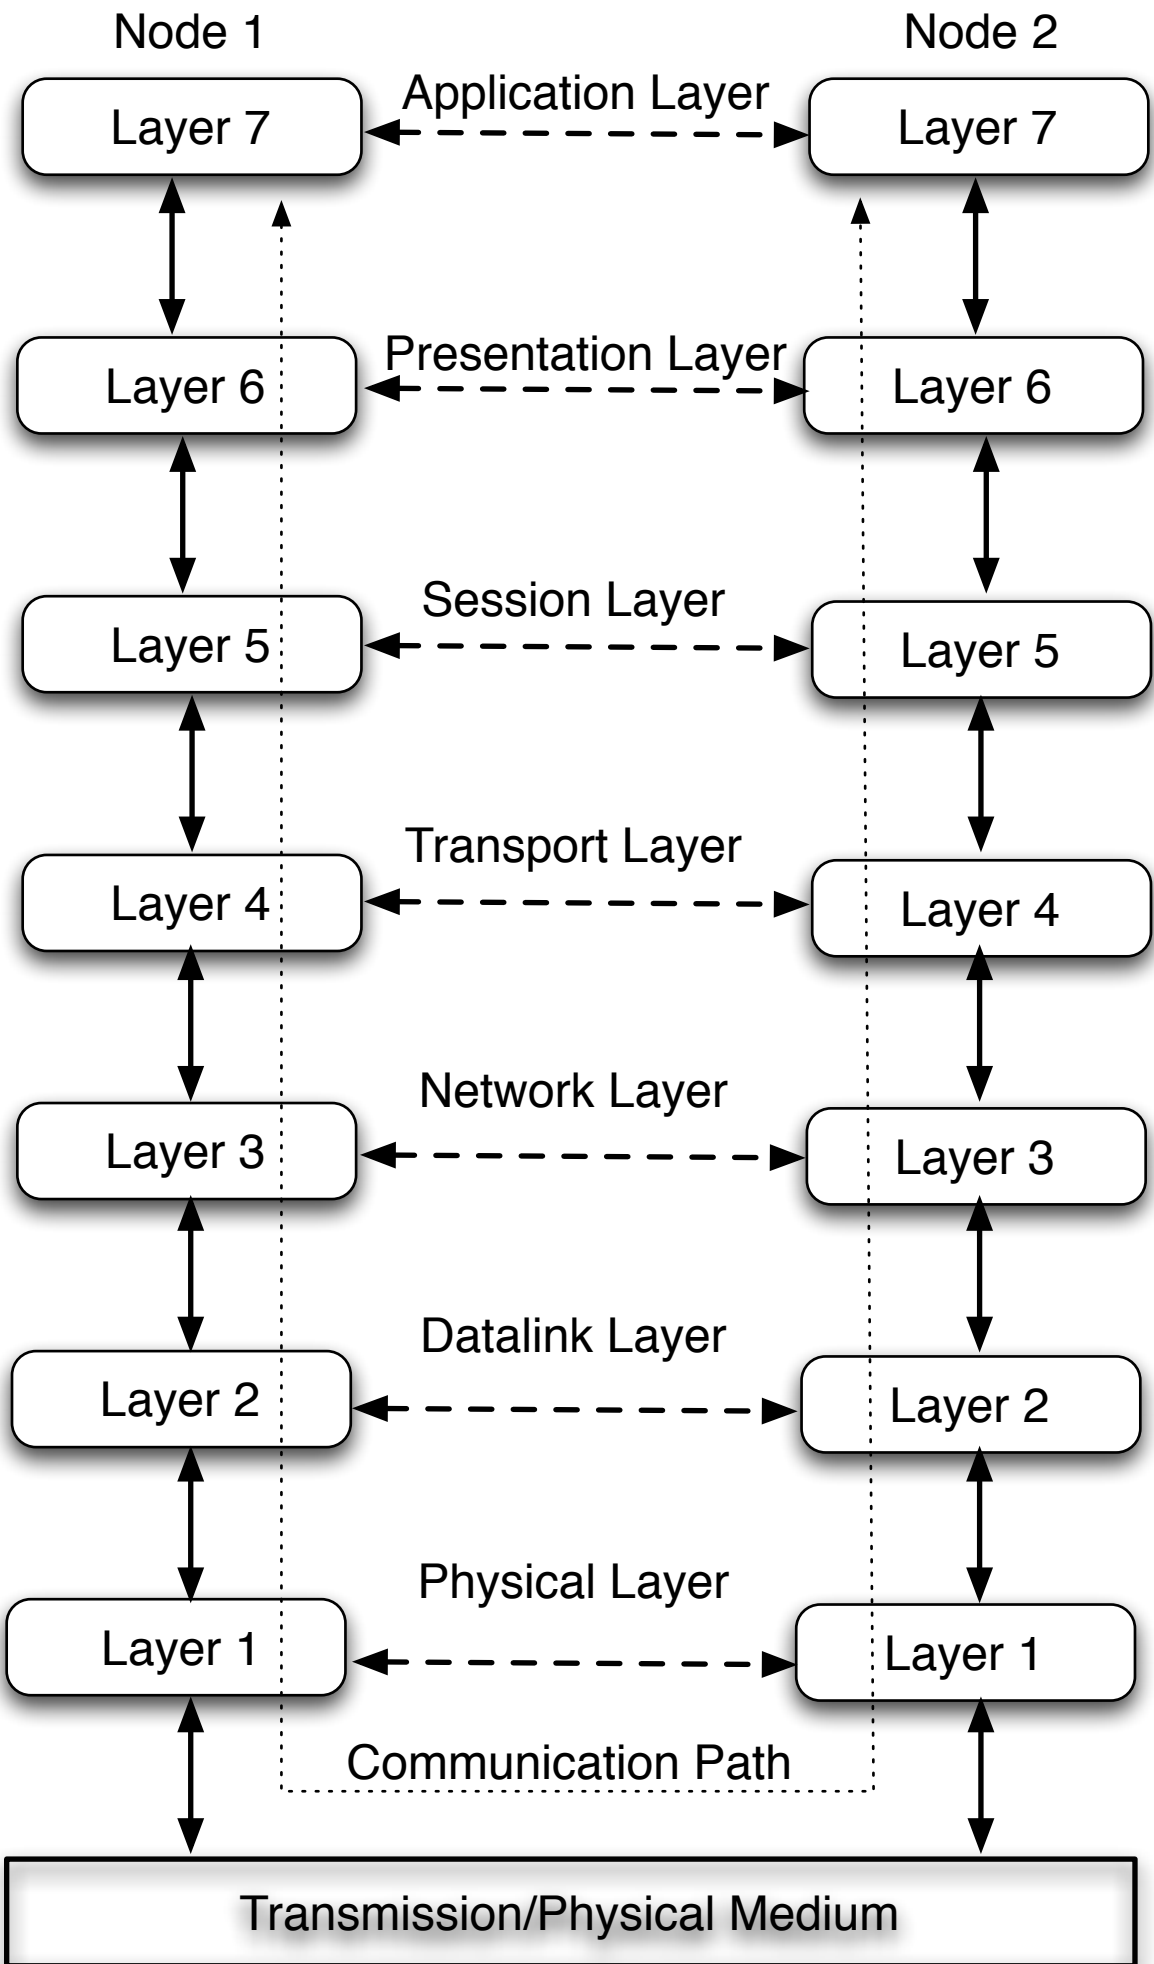 Node 1
Node 2
Application Layer
Layer 7
Layer 7
Presentation Layer
Layer 6
Layer 6
Session Layer
Layer 5
Layer 5
Transport Layer
Layer 4
Layer 4
Network Layer
Layer 3
Layer 3
Datalink Layer
Layer 2
Layer 2
Physical Layer
Layer 1
Layer 1
Communication Path
Transmission/Physical Medium